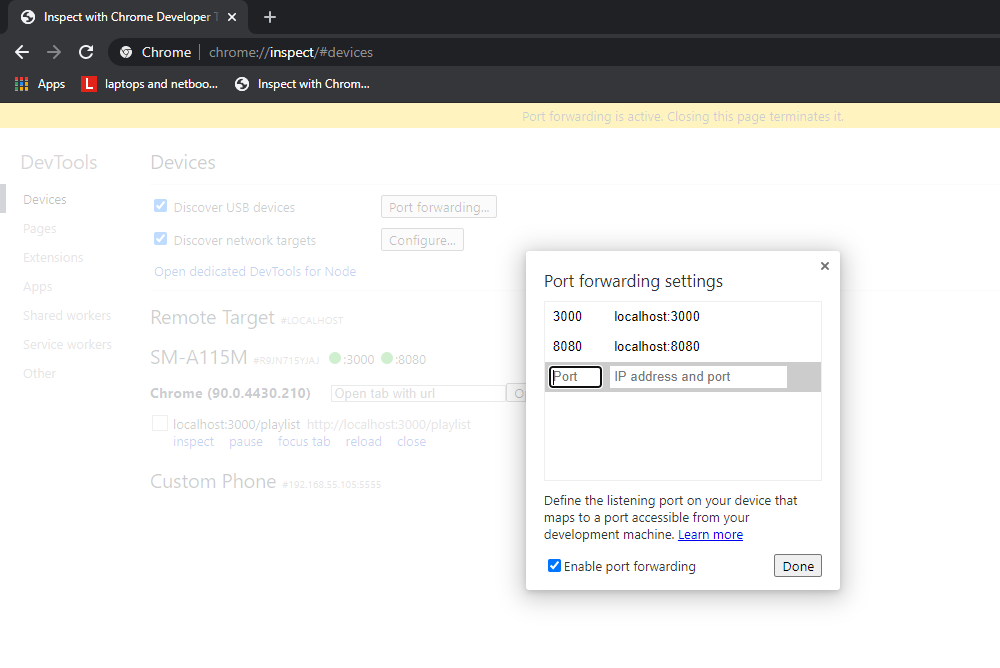 Inspect with Chrome Developer T
Chrome chrome://inspect/#devices
Apps L laptops and netboo... Inspect with Chrom...
Port forwarding is active. Closing this page terminates it.
DevTools
Devices
Pages
Extensions
Apps
Shared workers
Service workers
Other
Devices
Discover USB devices Port forwarding...
Discover network targets Configure...
Open dedicated DevTools for Node
Remote Target #LOCALHOST
SM-A115M #R9JN715YJAJ :3000 :8080
Chrome (90.0.4430.210) Open tab with url O
localhost:3000/playlist http://localhost:3000/playlist
inspect pause focus tab reload close
Custom Phone #192.168.55.105:5555
Port forwarding settings
3000 localhost:3000
8080 localhost:8080
Port IP address and port
Define the listening port on your device that
maps to a port accessible from your
development machine. Learn more
Enable port forwarding Done